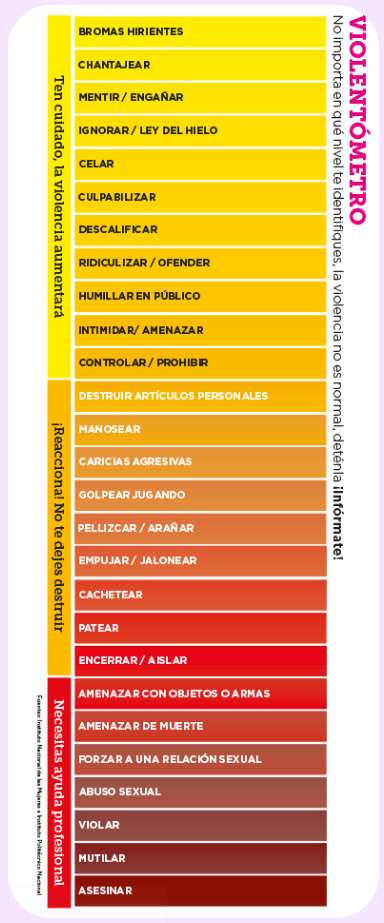 VIOLENTÓMETRO
No importa en qué nivel te identifiques, la violencia no es normal, deténla ¡Infórmate!
Ten cuidado, la violencia aumentará
BROMAS HIRIENTES
CHANTAJEAR
MENTIR / ENGAÑAR
IGNORAR / LEY DEL HIELO
CELAR
CULPABILIZAR
DESCALIFICAR
RIDICULIZAR / OFENDER
HUMILLAR EN PÚBLICO
INTIMIDAR/ AMENAZAR
CONTROLAR / PROHIBIR
¡Reacciona! No te dejes destruir
DESTRUIR ARTÍCULOS PERSONALES
MANOSEAR
CARICIAS AGRESIVAS
GOLPEAR JUGANDO
PELLIZCAR / ARAÑAR
EMPUJAR / JALONEAR
CACHETEAR
PATEAR
ENCERRAR / AISLAR
Necesitas ayuda profesional
AMENAZAR CON OBJETOS O ARMAS
AMENAZAR DE MUERTE
FORZAR A UNA RELACIÓN SEXUAL
ABUSO SEXUAL
VIOLAR
MUTILAR
ASESINAR
Fuentes: Instituto Nacional de las Mujeres e Instituto Politécnico Nacional